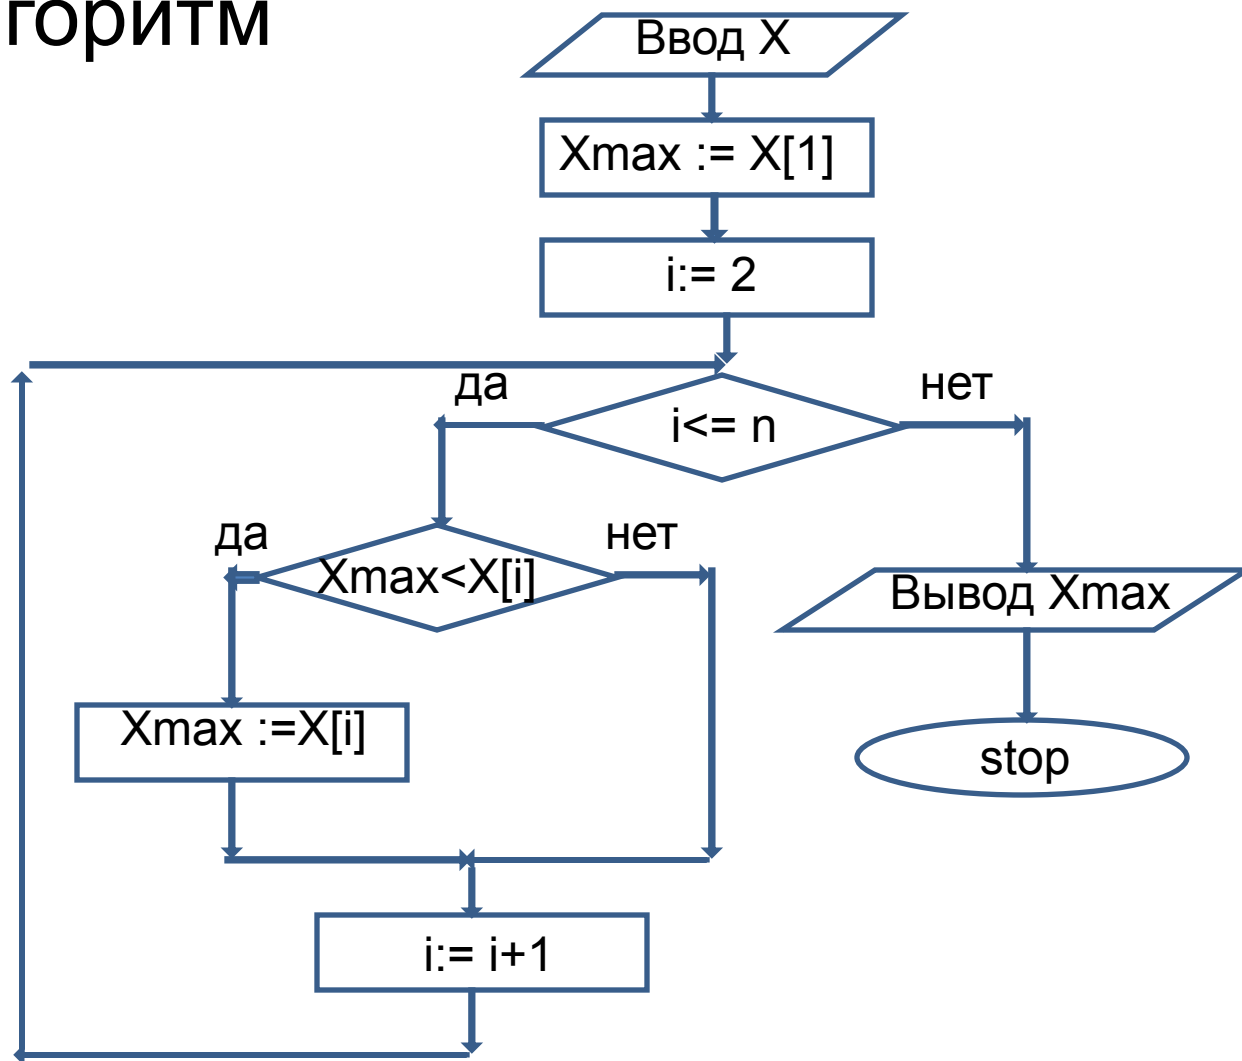 горитм
Ввод X
Xmax := X[1]
i:= 2
да
нет
i<= n
да
нет
Xmax<X[i]
Вывод Xmax
Xmax :=X[i]
stop
i:= i+1